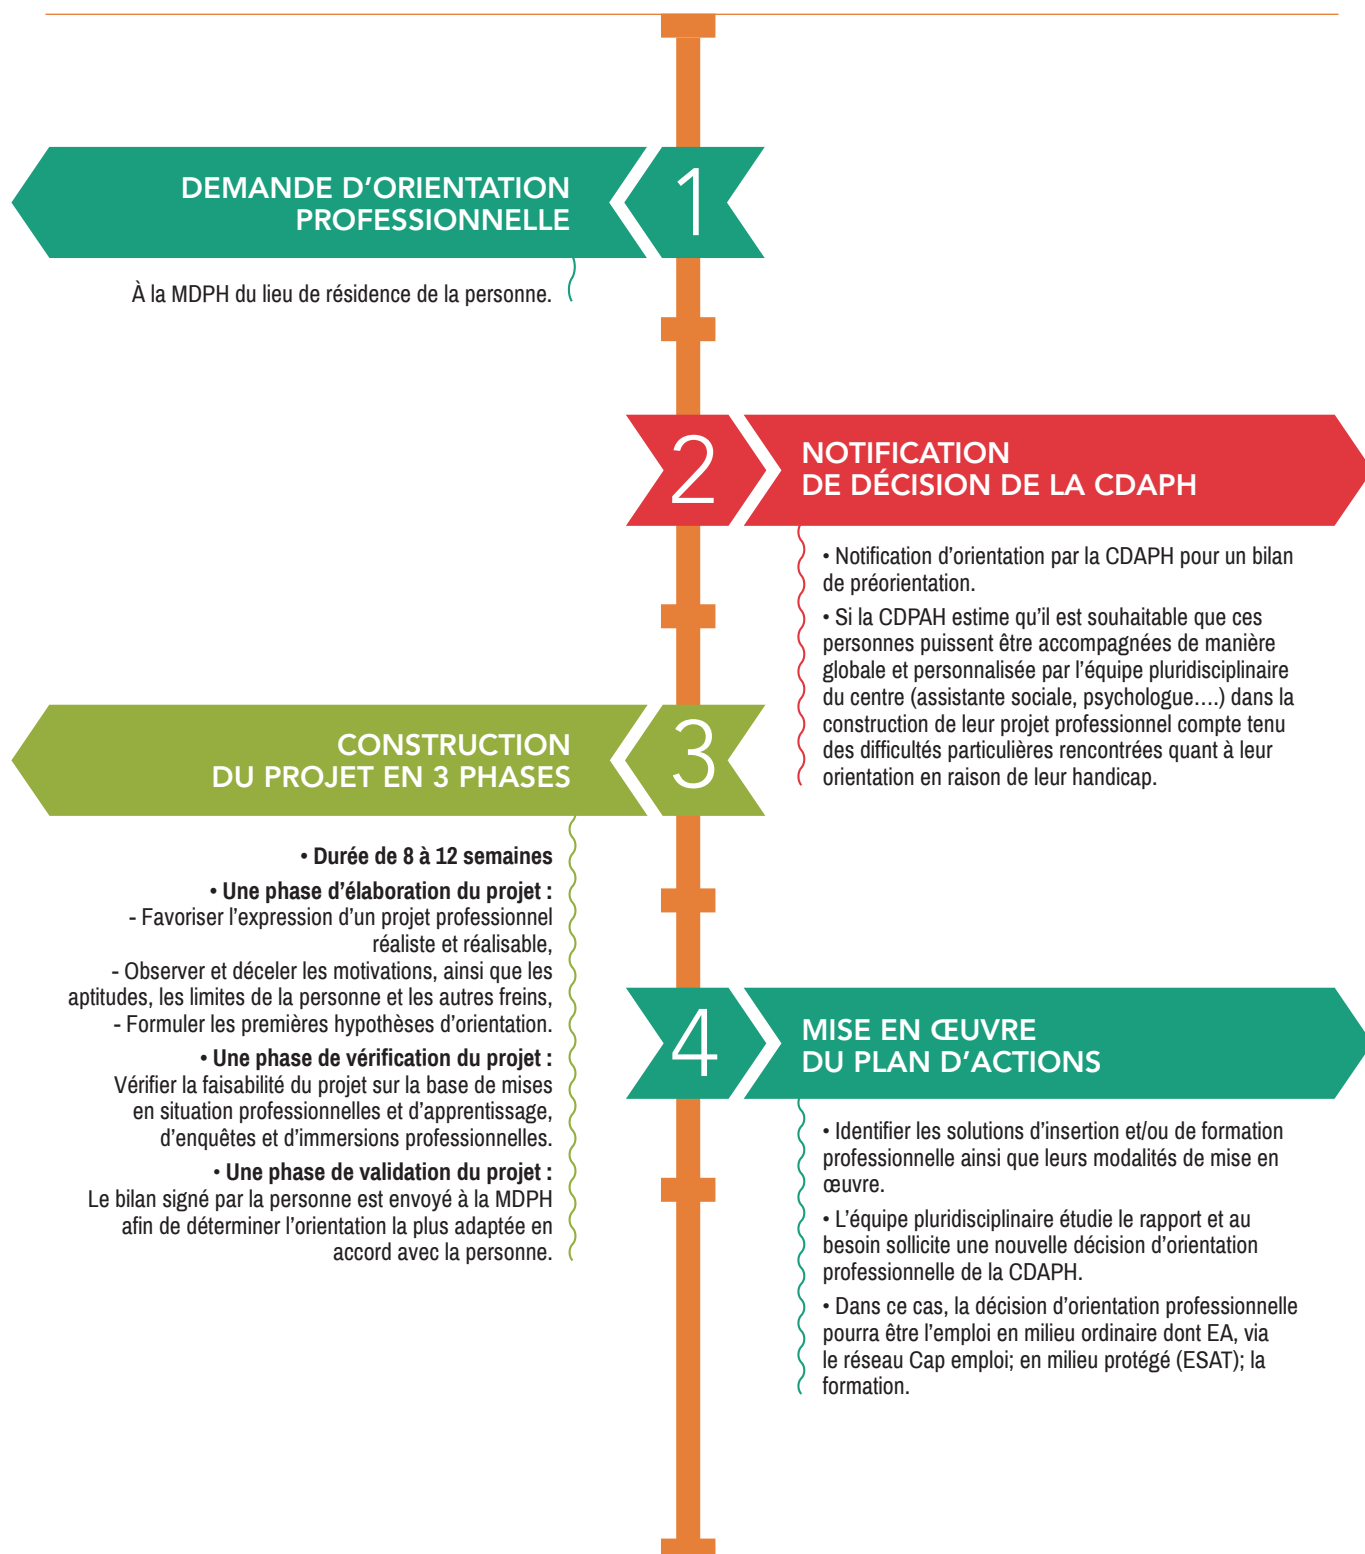 DEMANDE D'ORIENTATION
PROFESSIONNELLE
1
À la MDPH du lieu de résidence de la personne.
2
NOTIFICATION
DE DÉCISION DE LA CDAPH
• Notification d'orientation par la CDAPH pour un bilan
de préorientation.
• Si la CDPAH estime qu'il est souhaitable que ces
personnes puissent être accompagnées de manière
globale et personnalisée par l'équipe pluridisciplinaire
du centre (assistante sociale, psychologue….) dans la
construction de leur projet professionnel compte tenu
des difficultés particulières rencontrées quant à leur
orientation en raison de leur handicap.
CONSTRUCTION
DU PROJET EN 3 PHASES
3
• Durée de 8 à 12 semaines
• Une phase d'élaboration du projet :
- Favoriser l'expression d'un projet professionnel
réaliste et réalisable,
- Observer et déceler les motivations, ainsi que les
aptitudes, les limites de la personne et les autres freins,
- Formuler les premières hypothèses d'orientation.
• Une phase de vérification du projet :
Vérifier la faisabilité du projet sur la base de mises
en situation professionnelles et d'apprentissage,
d'enquêtes et d'immersions professionnelles.
• Une phase de validation du projet :
Le bilan signé par la personne est envoyé à la MDPH
afin de déterminer l'orientation la plus adaptée en
accord avec la personne.
4
MISE EN ŒUVRE
DU PLAN D'ACTIONS
• Identifier les solutions d'insertion et/ou de formation
professionnelle ainsi que leurs modalités de mise en
œuvre.
• L'équipe pluridisciplinaire étudie le rapport et au
besoin sollicite une nouvelle décision d'orientation
professionnelle de la CDAPH.
• Dans ce cas, la décision d'orientation professionnelle
pourra être l'emploi en milieu ordinaire dont EA, via
le réseau Cap emploi; en milieu protégé (ESAT); la
formation.